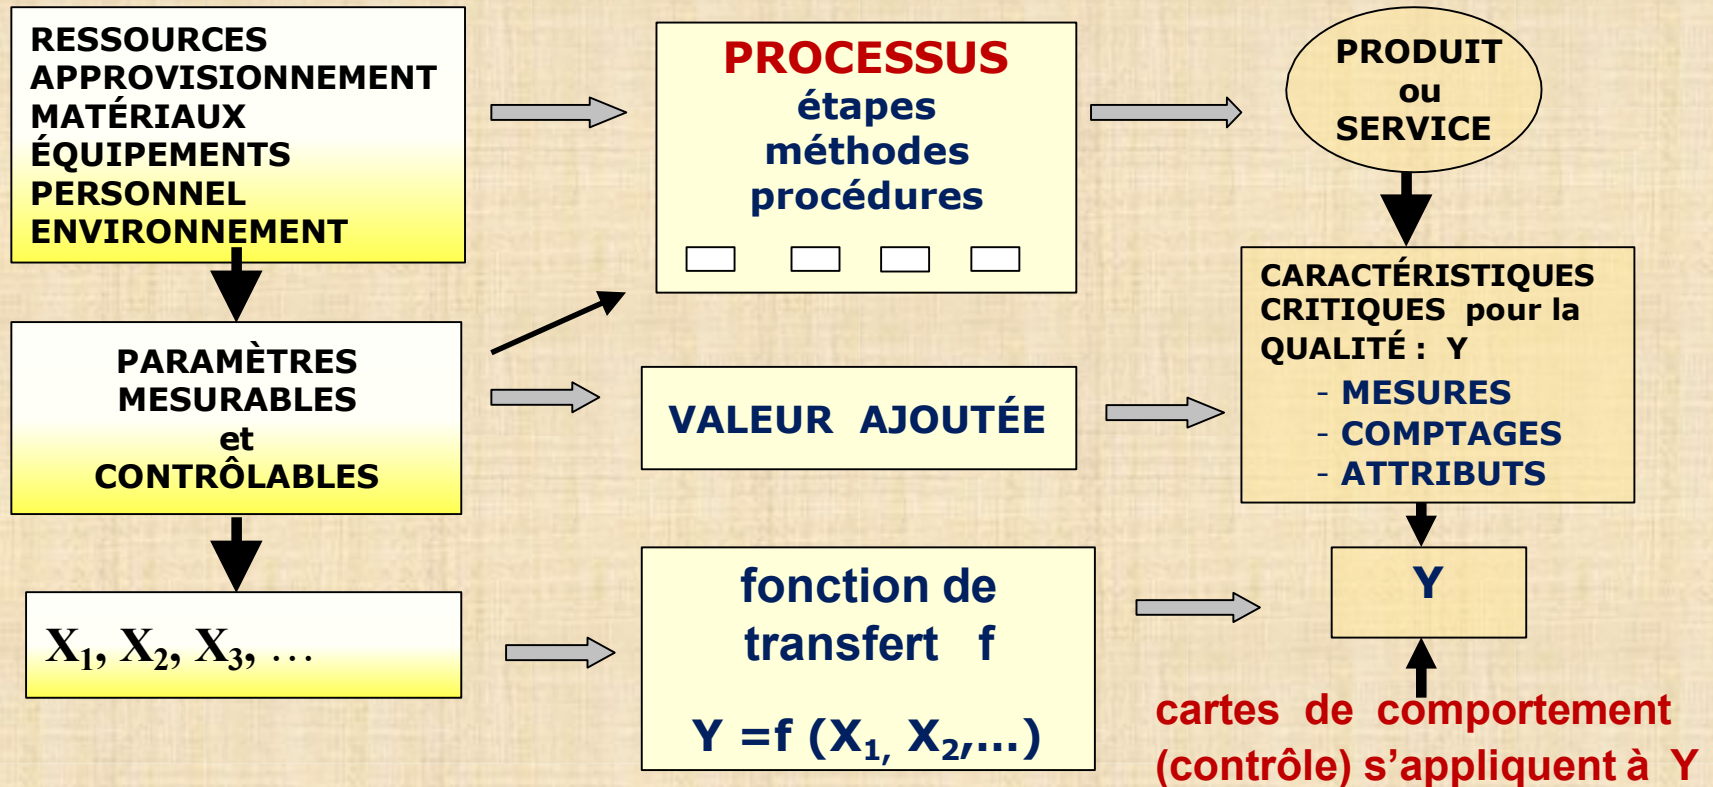 RESSOURCES
APPROVISIONNEMENT
MATÉRIAUX
ÉQUIPEMENTS
PERSONNEL
ENVIRONNEMENT
PROCESSUS
étapes
méthodes
procédures
PRODUIT
ou
SERVICE
PARAMÈTRES
MESURABLES
et
CONTRÔLABLES
VALEUR AJOUTÉE
CARACTÉRISTIQUES
CRITIQUES pour la
QUALITÉ : Y
- MESURES
- COMPTAGES
- ATTRIBUTS
X₁, X₂, X₃, …
fonction de
transfert f
Y =f (X₁, X₂,…)
Y
cartes de comportement
(contrôle) s’appliquent à Y